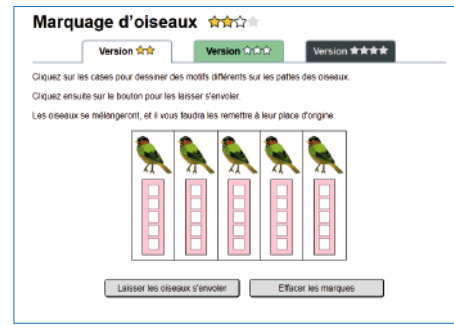 Marquage d'oiseaux
Version
Version
Version
Cliquez sur les cases pour dessiner des motifs différents sur les pattes des oiseaux.
Cliquez ensuite sur le bouton pour les laisser s'envoler.
Les oiseaux se mélangeront, et il vous faudra les remettre à leur place d'origine.
Laisser les oiseaux s'envoler
Effacer les marques